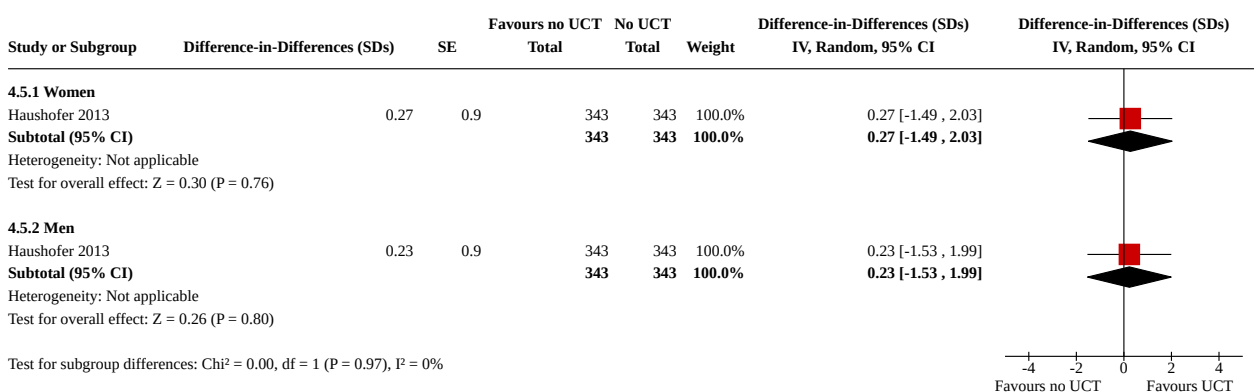 Favours no UCT No UCT Difference-in-Differences (SDs) Difference-in-Differences (SDs)
Study or Subgroup Difference-in-Differences (SDs) SE Total Total Weight IV, Random, 95% CI IV, Random, 95% CI
4.5.1 Women
Haushofer 2013 0.27 0.9 343 343 100.0% 0.27 [-1.49 , 2.03]
Subtotal (95% CI) 343 343 100.0% 0.27 [-1.49 , 2.03]
Heterogeneity: Not applicable
Test for overall effect: Z = 0.30 (P = 0.76)
4.5.2 Men
Haushofer 2013 0.23 0.9 343 343 100.0% 0.23 [-1.53 , 1.99]
Subtotal (95% CI) 343 343 100.0% 0.23 [-1.53 , 1.99]
Heterogeneity: Not applicable
Test for overall effect: Z = 0.26 (P = 0.80)
Test for subgroup differences: Chi² = 0.00, df = 1 (P = 0.97), I² = 0%
-4 -2 0 2 4
Favours no UCT Favours UCT